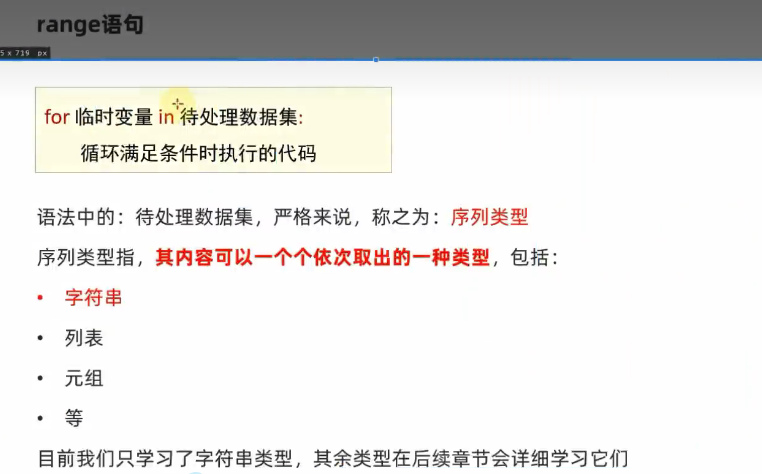 range语句
5 x 719 px
for 临时变量 in 待处理数据集:
循环满足条件时执行的代码
语法中的：待处理数据集，严格来说，称之为：序列类型
序列类型指，其内容可以一个个依次取出的一种类型，包括：
• 字符串
• 列表
• 元组
• 等
目前我们只学习了字符串类型，其余类型在后续章节会详细学习它们